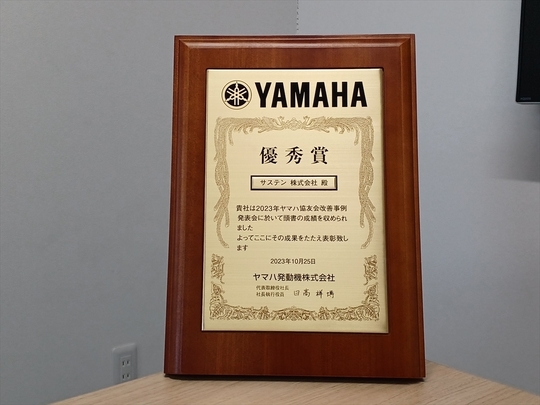 YAMAHA
優秀賞
サステン 株式会社 殿
貴社は2023年ヤマハ協友会改善事例
発表会に於いて頭書の成績を収められ
ました
よってここにその成果をたたえ表彰致し
ます
2023年10月25日
ヤマハ発動機株式会社
代表取締役社長
社長執行役員 日高祥博